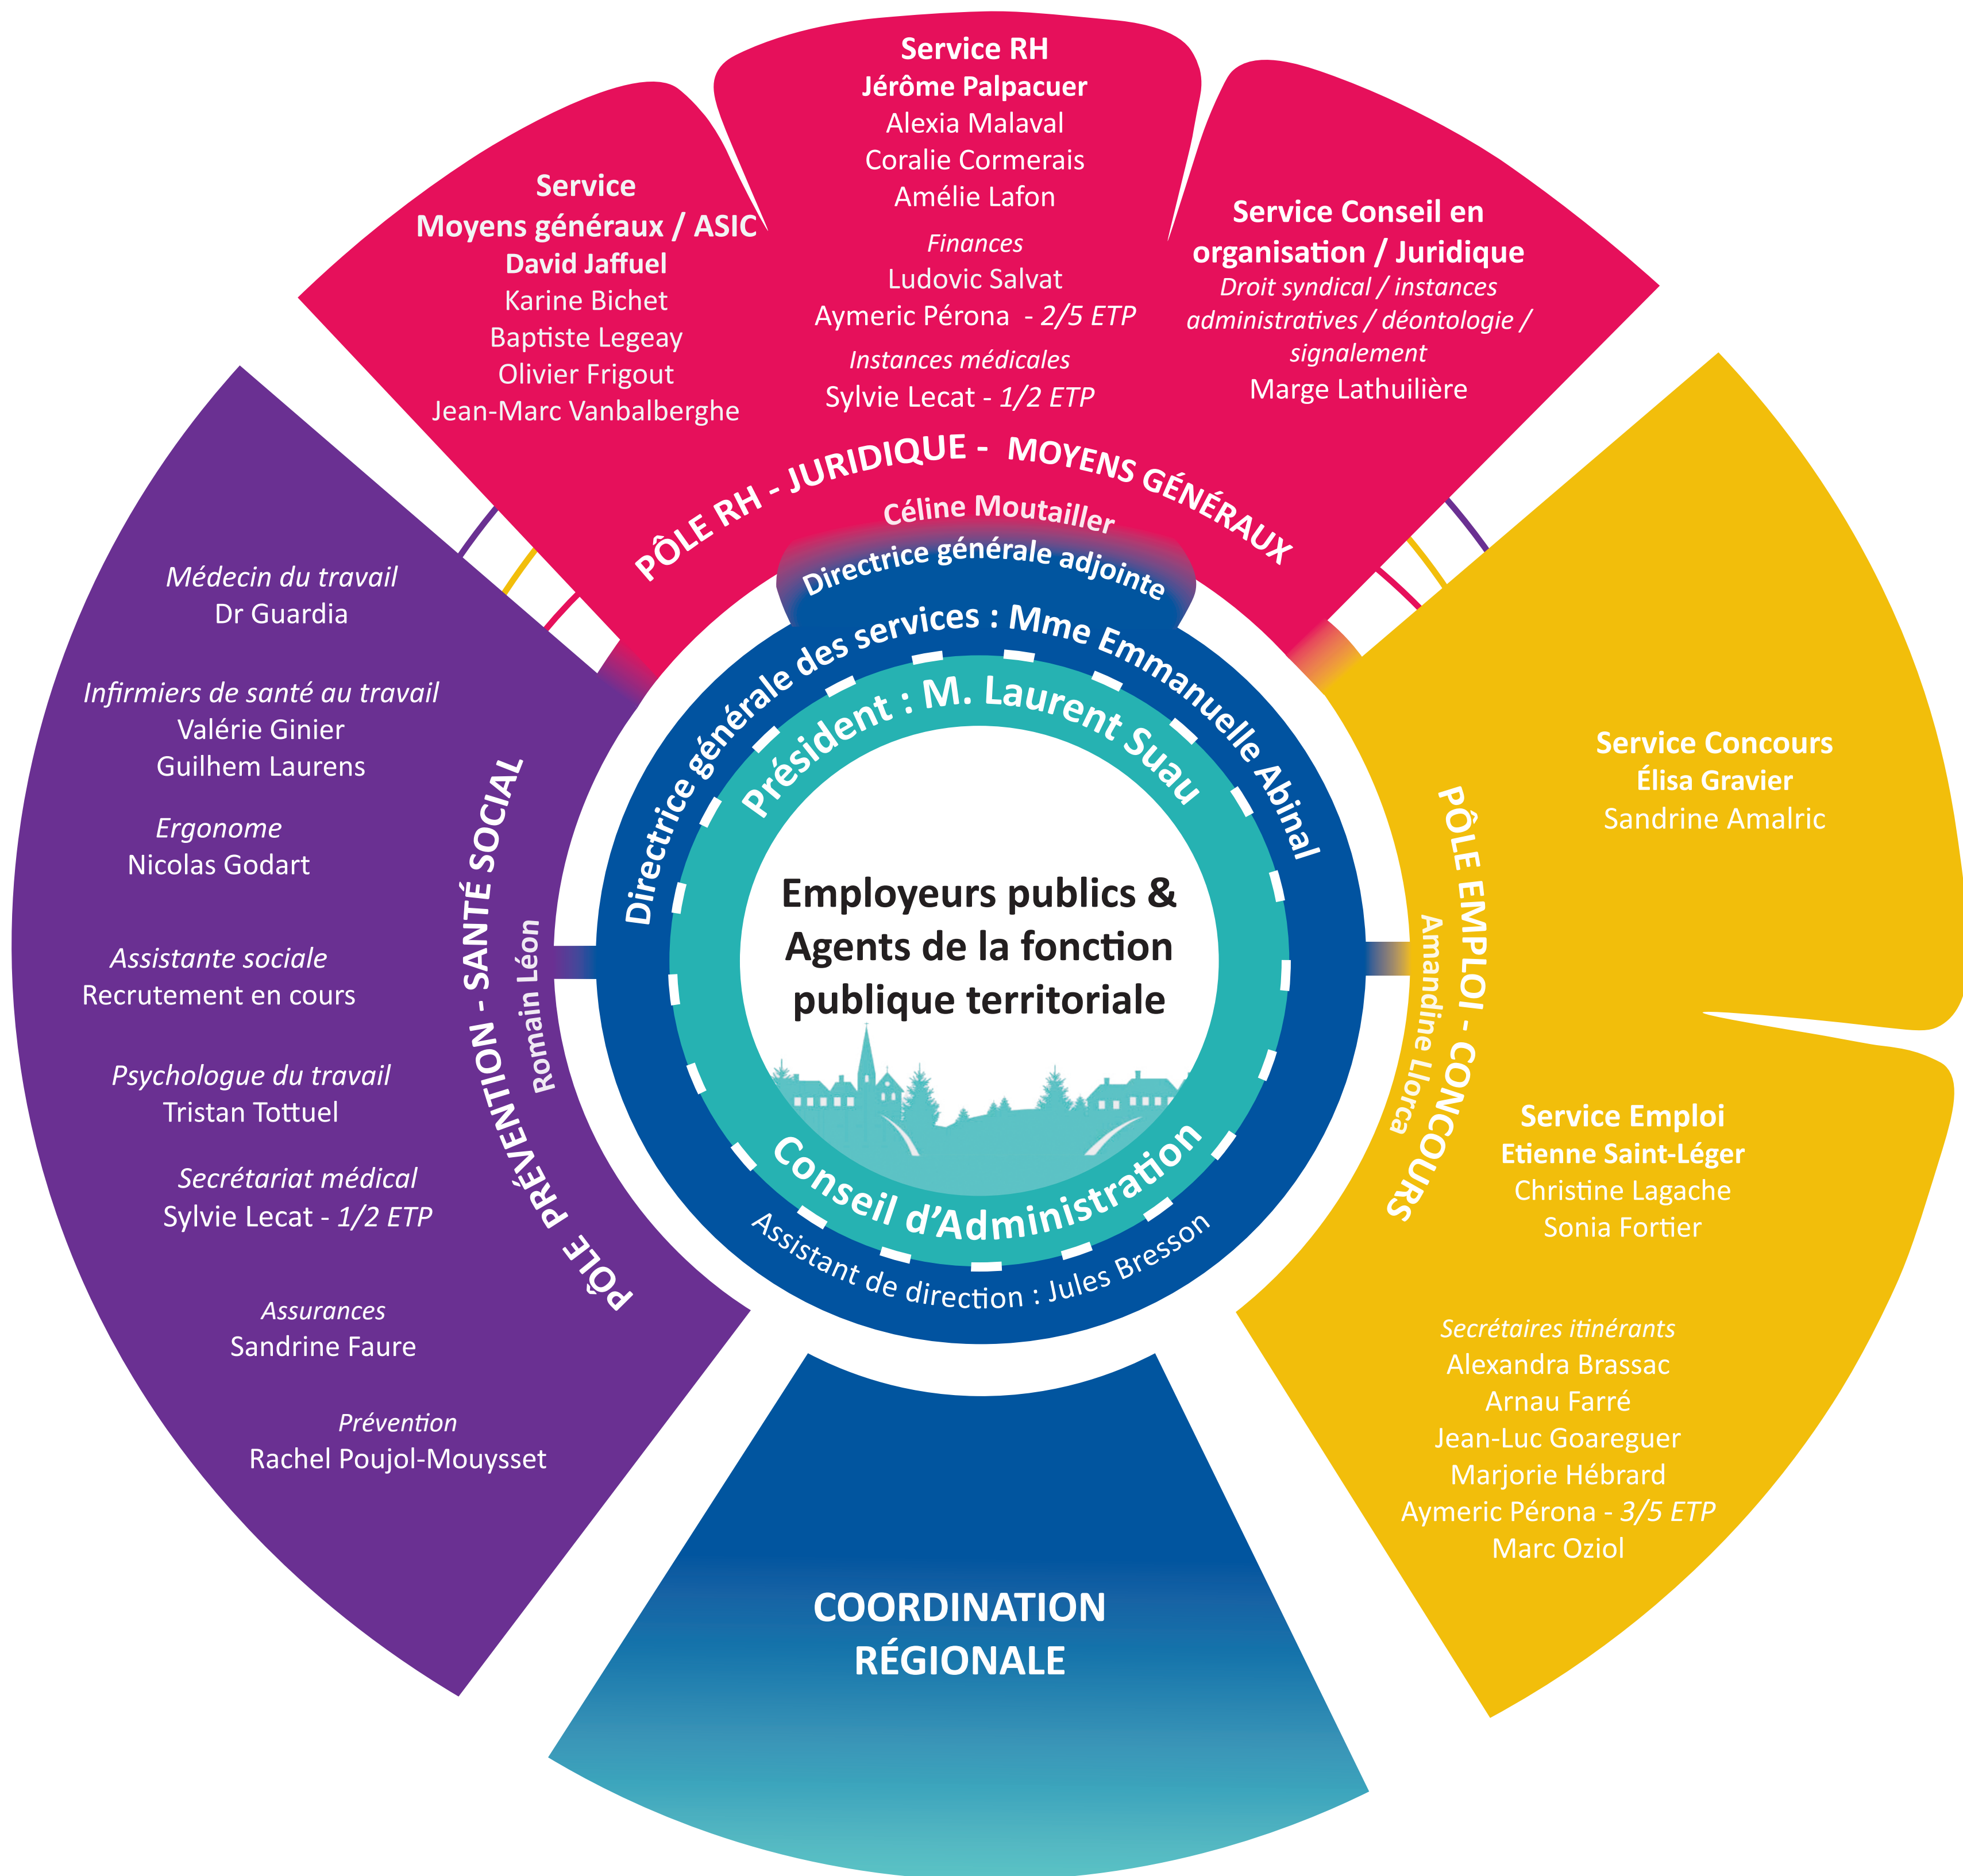 Service RH
Jérôme Palpacuer
Alexia Malaval
Coralie Cormerais
Amélie Lafon
Finances
Ludovic Salvat
Aymeric Pérona - 2/5 ETP
Instances médicales
Sylvie Lecat - 1/2 ETP
Service
Moyens généraux / ASIC
David Jaffuel
Karine Bichet
Baptiste Legeay
Olivier Frigout
Jean-Marc Vanbalberghe
Service Conseil en
organisation / Juridique
Droit syndical / instances
administratives / déontologie /
signalement
Marge Lathuilière
PÔLE RH - JURIDIQUE - MOYENS GÉNÉRAUX
Céline Moutailler
Directrice générale adjointe
Directrice générale des services : Mme Emmanuelle Abinal
Président : M. Laurent Suau
Employeurs publics &
Agents de la fonction
publique territoriale
Conseil d'Administration
Assistant de direction : Jules Bresson
Médecin du travail
Dr Guardia
Infirmiers de santé au travail
Valérie Ginier
Guilhem Laurens
Ergonome
Nicolas Godart
Assistante sociale
Recrutement en cours
Psychologue du travail
Tristan Tottuel
Secrétariat médical
Sylvie Lecat - 1/2 ETP
Assurances
Sandrine Faure
Prévention
Rachel Poujol-Mouysset
PÔLE PRÉVENTION - SANTÉ SOCIAL
Romain Léon
PÔLE EMPLOI - CONCOURS
Amandine Llorca
Service Concours
Élisa Gravier
Sandrine Amalric
Service Emploi
Etienne Saint-Léger
Christine Lagache
Sonia Fortier
Secrétaires itinérants
Alexandra Brassac
Arnau Farré
Jean-Luc Goareguer
Marjorie Hébrard
Aymeric Pérona - 3/5 ETP
Marc Oziol
COORDINATION
RÉGIONALE